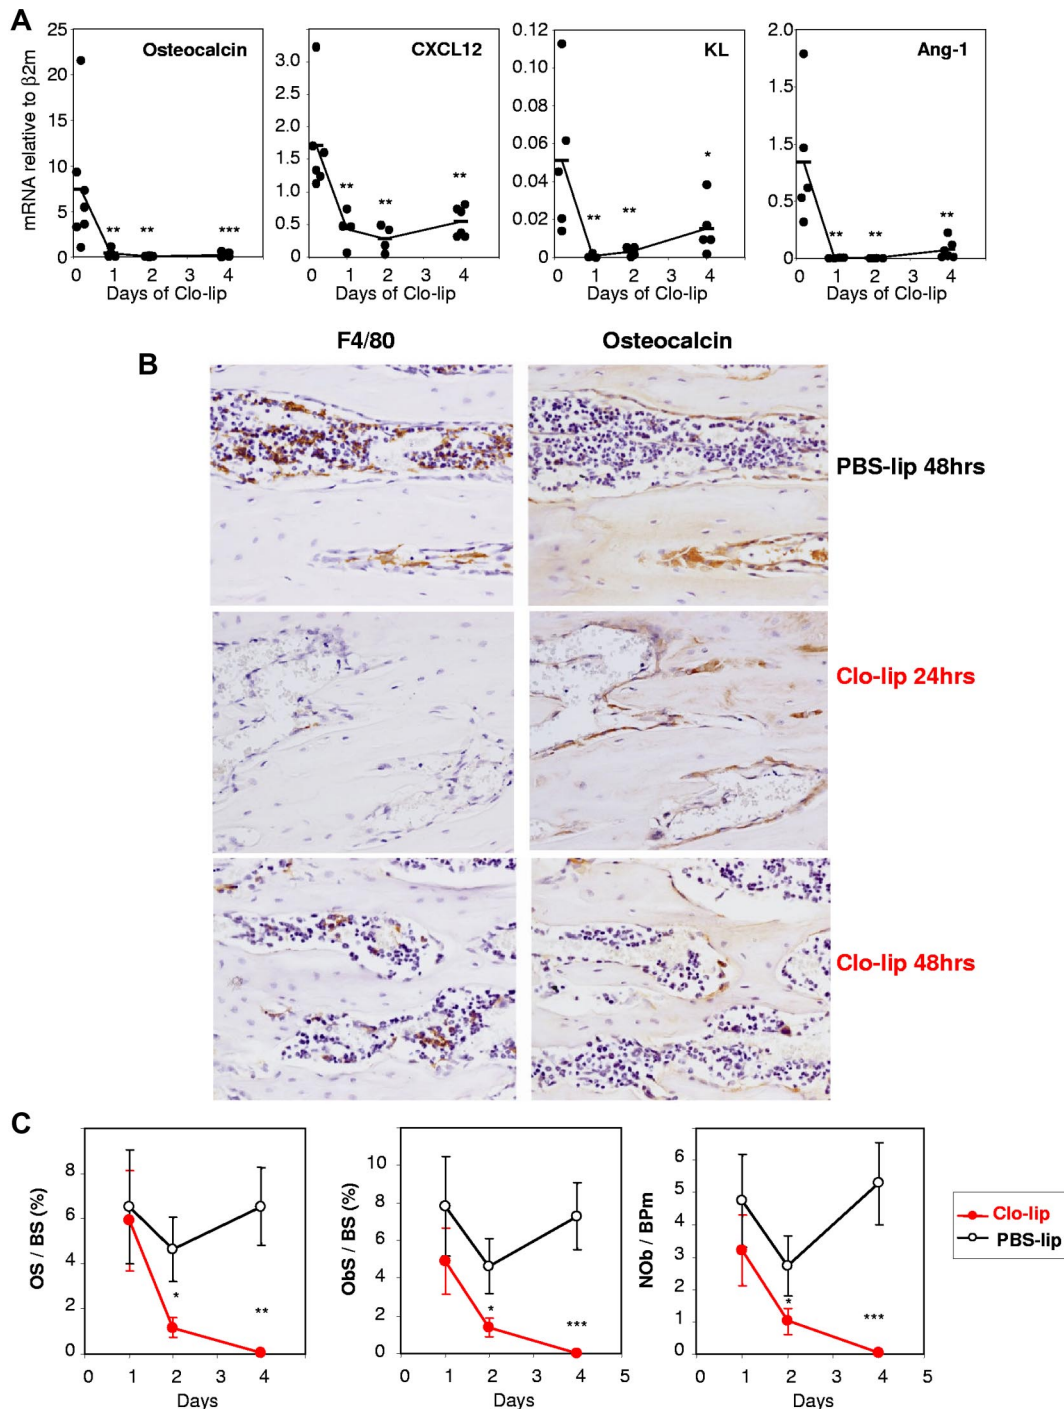 A
mRNA relative to β2m
25
20
15
10
5
0
Osteocalcin
** ** ***
0 1 2 3 4
Days of Clo-lip
3.0
2.0
1.5
1.0
0.5
0.0
CXCL12
** ** **
0 1 2 3 4
Days of Clo-lip
0.12
0.10
0.08
0.06
0.04
0.02
0
KL
** ** *
0 1 2 3 4
Days of Clo-lip
2.0
1.5
1.0
0.5
0
Ang-1
** ** **
0 1 2 3 4
Days of Clo-lip
B
F4/80 Osteocalcin
PBS-lip 48hrs
Clo-lip 24hrs
Clo-lip 48hrs
C
OS / BS (%)
8
6
4
2
0
* **
0 1 2 3 4 5
Days
ObS / BS (%)
10
8
6
4
2
0
* ***
0 1 2 3 4 5
Days
NOb / BPm
6
5
4
3
2
1
0
* ***
0 1 2 3 4 5
Days
Clo-lip
PBS-lip